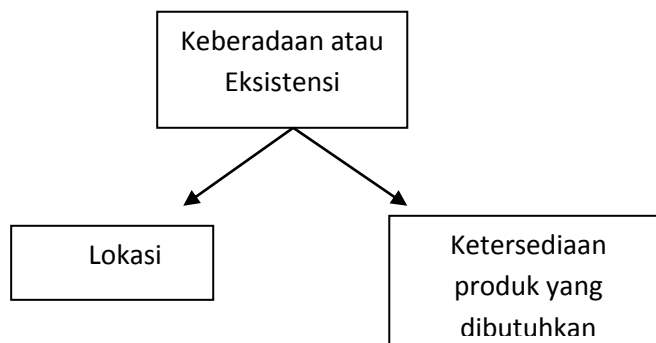 Keberadaan atau
Eksistensi
Lokasi
Ketersediaan
produk yang
dibutuhkan